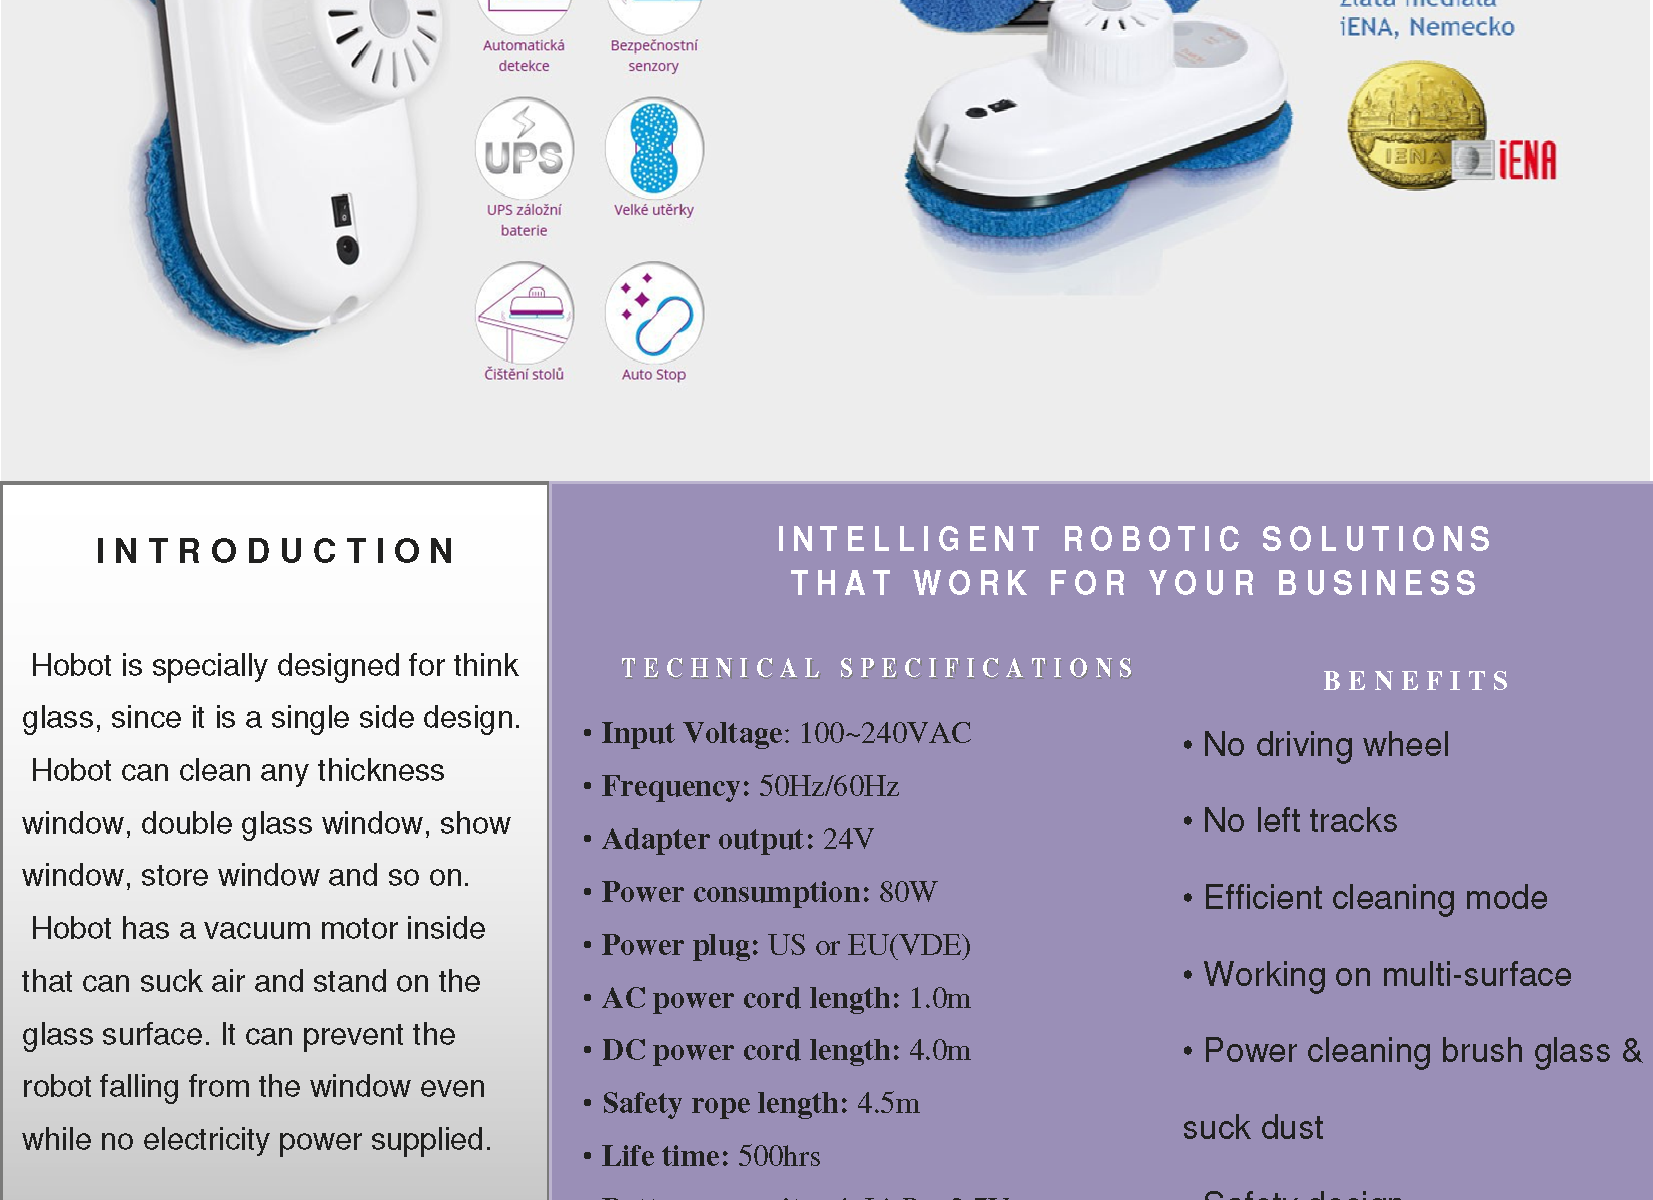 Automatická
detekce
Bezpečnostní
senzory
UPS
UPS záložní
baterie
Velké utěrky
Čištění stolů
Auto Stop
Zlatá
iENA, Nemecko
IENA
iENA
INTRODUCTION
Hobot is specially designed for think
glass, since it is a single side design.
Hobot can clean any thickness
window, double glass window, show
window, store window and so on.
Hobot has a vacuum motor inside
that can suck air and stand on the
glass surface. It can prevent the
robot falling from the window even
while no electricity power supplied.
INTELLIGENT ROBOTIC SOLUTIONS
THAT WORK FOR YOUR BUSINESS
TECHNICAL SPECIFICATIONS
• Input Voltage: 100~240VAC
• Frequency: 50Hz/60Hz
• Adapter output: 24V
• Power consumption: 80W
• Power plug: US or EU(VDE)
• AC power cord length: 1.0m
• DC power cord length: 4.0m
• Safety rope length: 4.5m
• Life time: 500hrs
BENEFITS
• No driving wheel
• No left tracks
• Efficient cleaning mode
• Working on multi-surface
• Power cleaning brush glass &
suck dust
Safety design